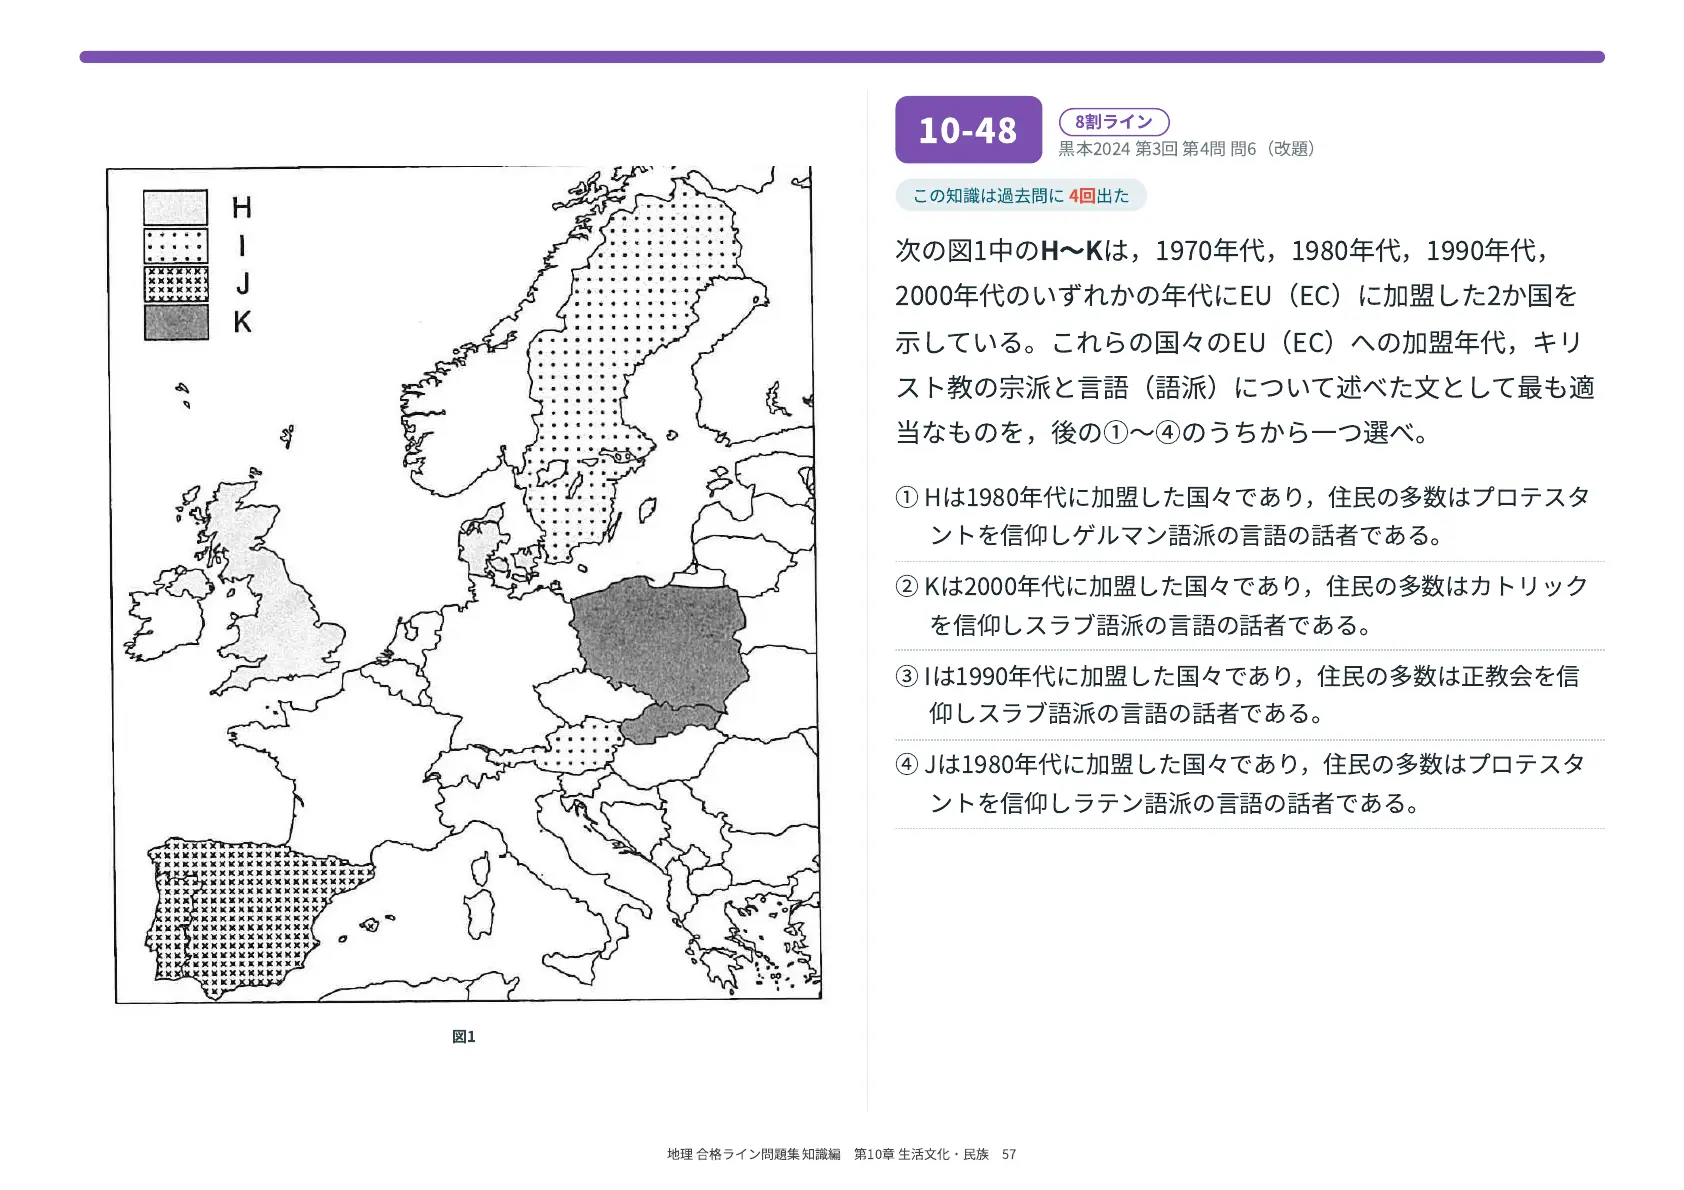 H
I
J
K
図1
10-48
8割ライン
黒本2024 第3回 第4問 問6（改題）
この知識は過去問に 4回出た
次の図1中のH〜Kは，1970年代，1980年代，1990年代，
2000年代のいずれかの年代にEU（EC）に加盟した2か国を
示している。これらの国々のEU（EC）への加盟年代，キリ
スト教の宗派と言語（語派）について述べた文として最も適
当なものを，後の①〜④のうちから一つ選べ。
① Hは1980年代に加盟した国々であり，住民の多数はプロテスタ
ントを信仰しゲルマン語派の言語の話者である。
② Kは2000年代に加盟した国々であり，住民の多数はカトリック
を信仰しスラブ語派の言語の話者である。
③ Iは1990年代に加盟した国々であり，住民の多数は正教会を信
仰しスラブ語派の言語の話者である。
④ Jは1980年代に加盟した国々であり，住民の多数はプロテスタ
ントを信仰しラテン語派の言語の話者である。
地理 合格ライン問題集 知識編　第10章 生活文化・民族　57